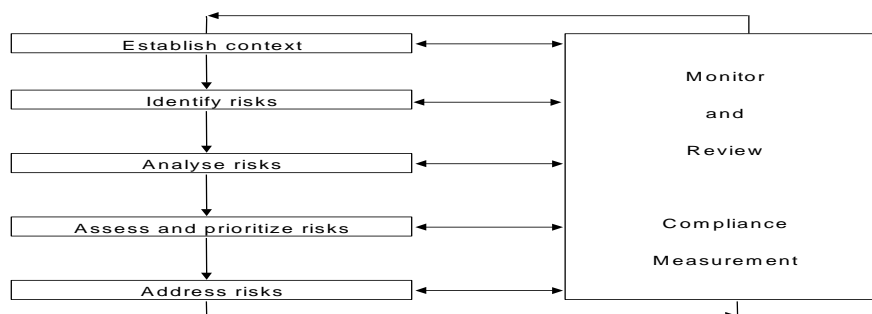 Establish context
Identify risks
Analyse risks
Assess and prioritize risks
Address risks
Monitor
and
Review
Compliance
Measurement